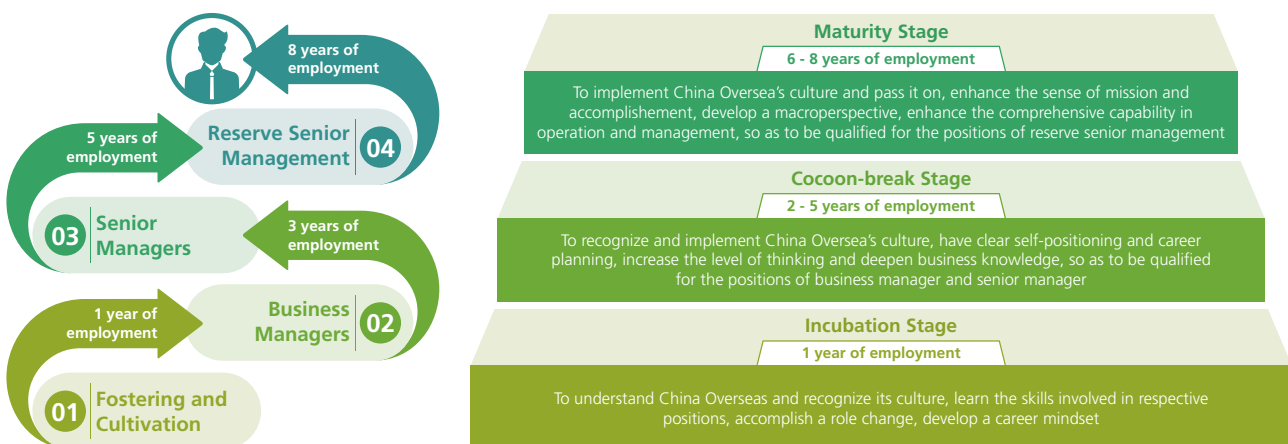 8 years of
employment
Reserve Senior
Management
04
5 years of
employment
03
Senior
Managers
3 years of
employment
Business
Managers
02
1 year of
employment
01
Fostering and
Cultivation
Maturity Stage
6 - 8 years of employment
To implement China Oversea’s culture and pass it on, enhance the sense of mission and
accomplishement, develop a macroperspective, enhance the comprehensive capability in
operation and management, so as to be qualified for the positions of reserve senior management
Cocoon-break Stage
2 - 5 years of employment
To recognize and implement China Oversea’s culture, have clear self-positioning and career
planning, increase the level of thinking and deepen business knowledge, so as to be qualified
for the positions of business manager and senior manager
Incubation Stage
1 year of employment
To understand China Overseas and recognize its culture, learn the skills involved in respective
positions, accomplish a role change, develop a career mindset